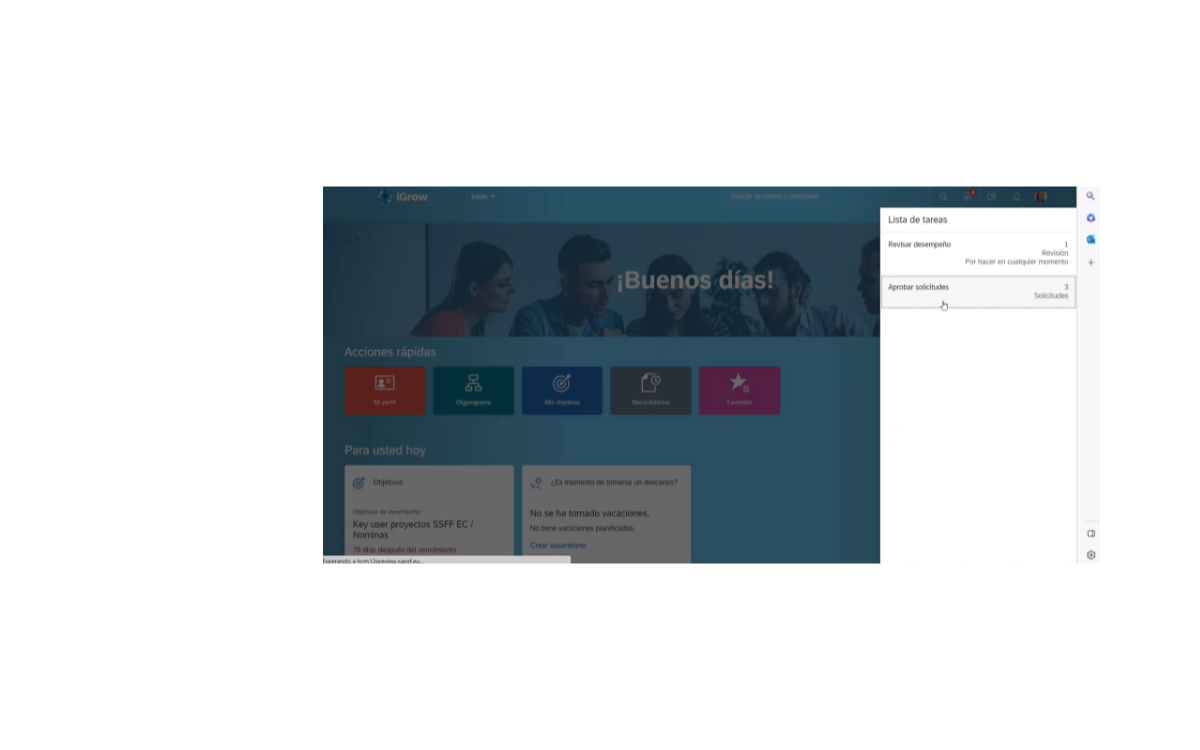 iGrow
Inicio
Buscar acciones o personas
4
Lista de tareas
Revisar desempeño
1
Revisión
Por hacer en cualquier momento
Aprobar solicitudes
3
Solicitudes
¡Buenos días!
Acciones rápidas
Mi perfil
Organigrama
Mis objetivos
Recordatorios
Favoritos
Para usted hoy
Objetivos
Objetivos de desempeño
Key user proyectos SSFF EC /
Nominas
76 días después del vencimiento
¿Es momento de tomarse un descanso?
No se ha tomado vacaciones.
No tiene vacaciones planificadas.
Crear ausentismo
Esperando a hcm12preview.sapsf.eu...